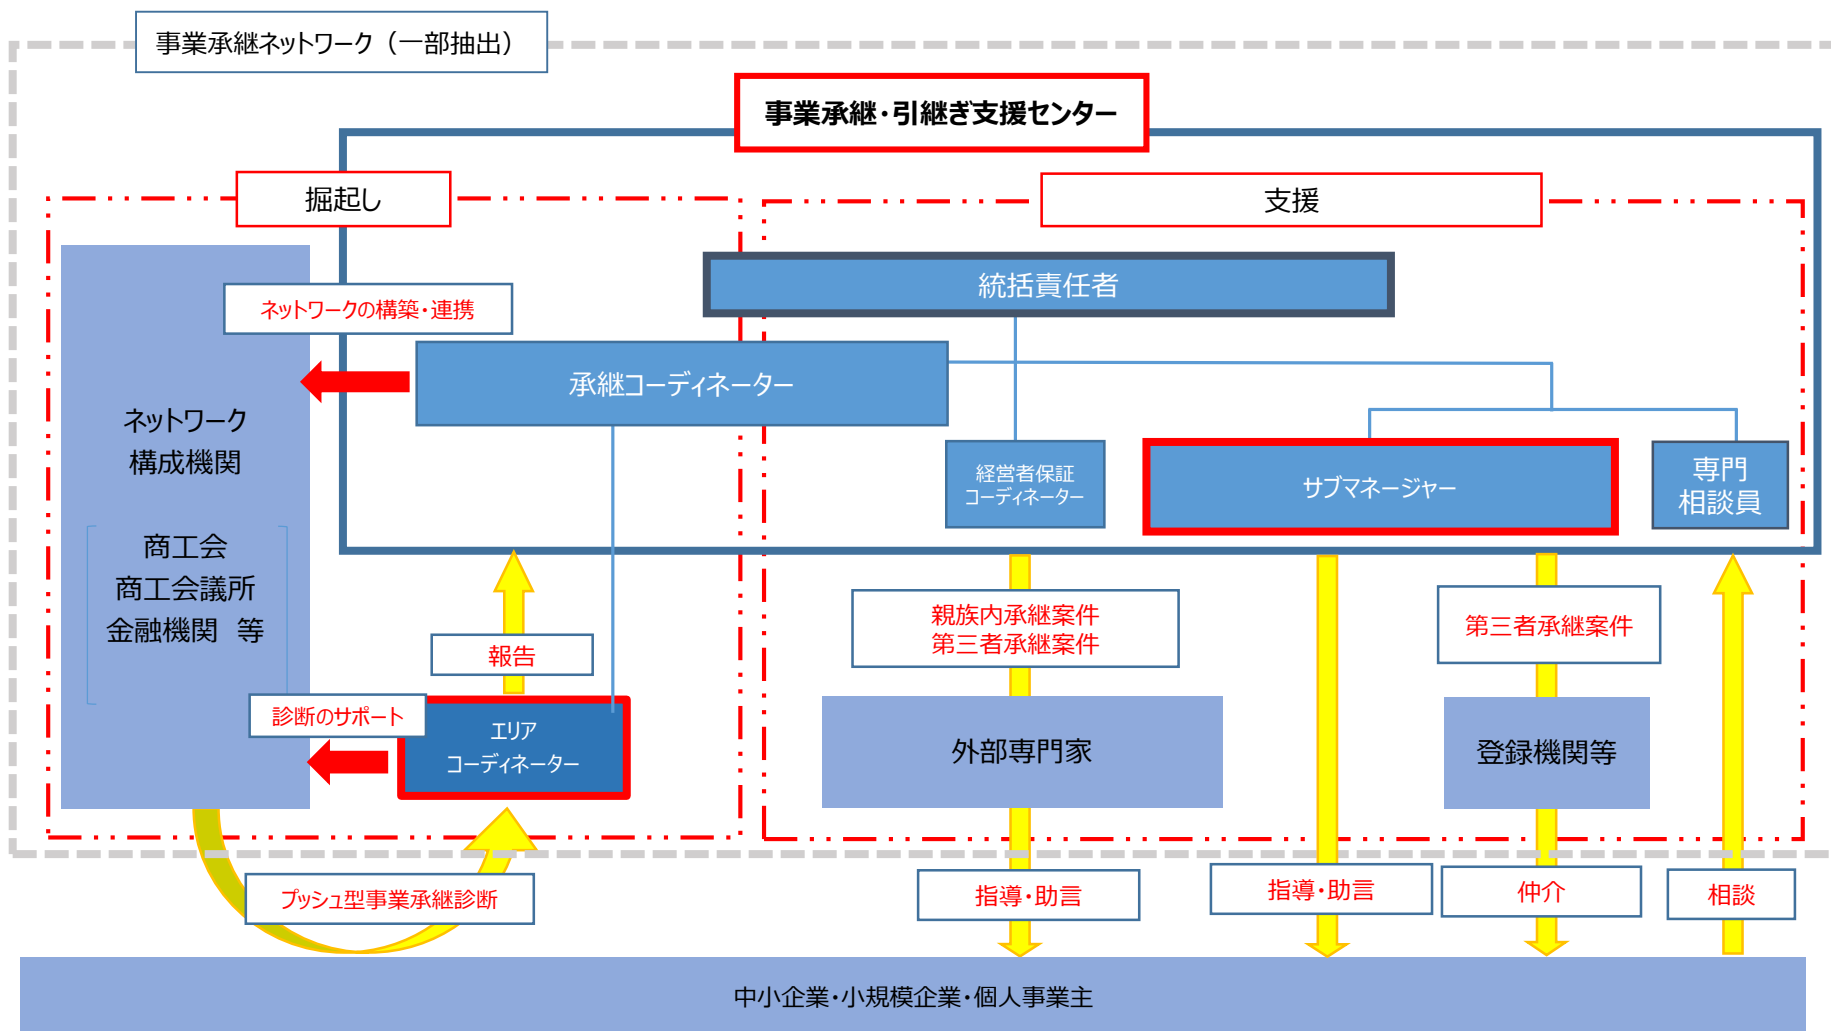 事業承継ネットワーク（一部抽出）
事業承継・引継ぎ支援センター
掘起し
支援
統括責任者
ネットワークの構築・連携
承継コーディネーター
ネットワーク
構成機関
商工会
商工会議所
金融機関　等
経営者保証
コーディネーター
サブマネージャー
専門
相談員
報告
親族内承継案件
第三者承継案件
第三者承継案件
診断のサポート
エリア
コーディネーター
外部専門家
登録機関等
プッシュ型事業承継診断
指導・助言
指導・助言
仲介
相談
中小企業・小規模企業・個人事業主